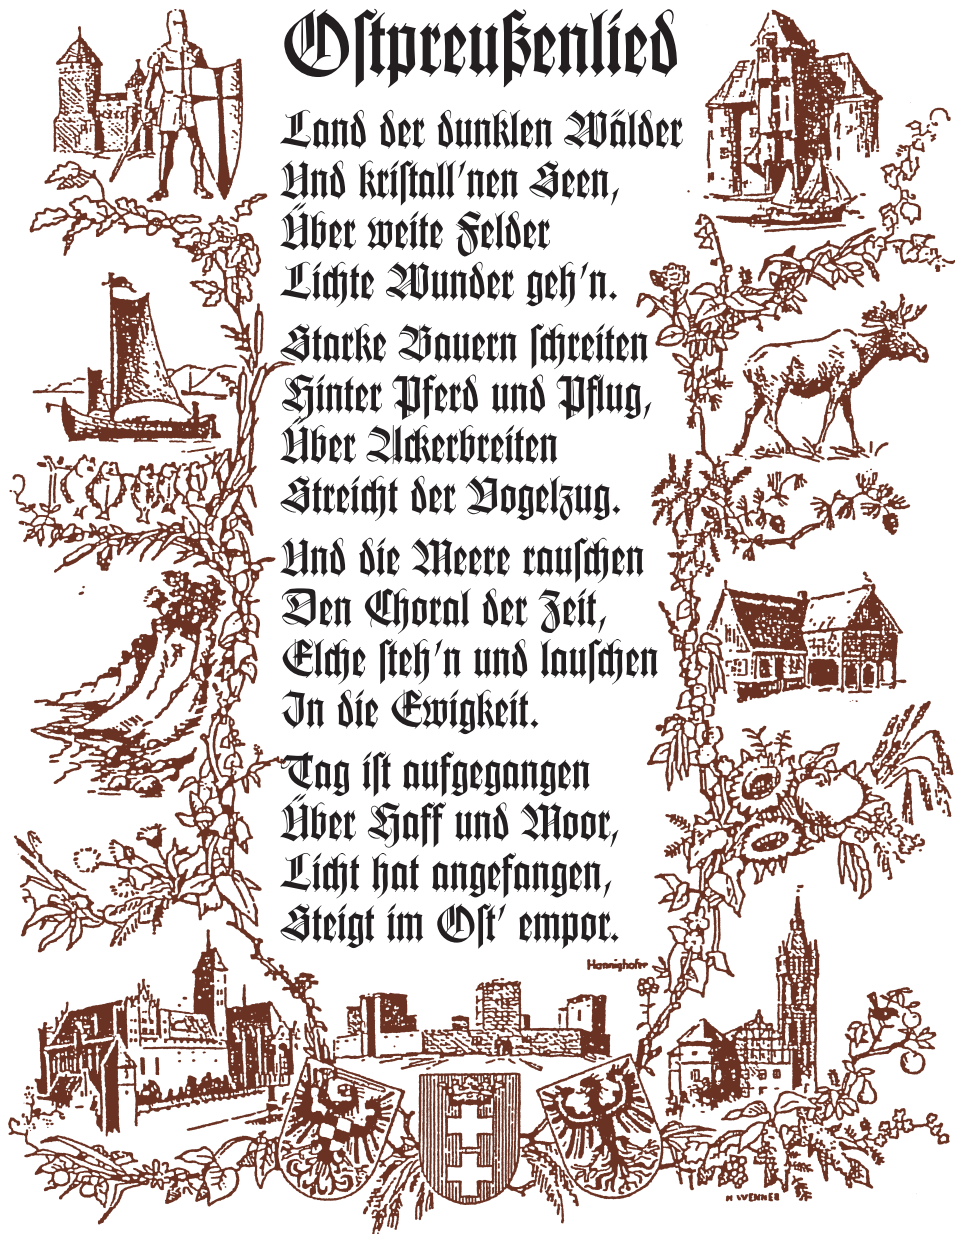 Ostpreußenlied
Land der dunklen Wälder
Und kristall'nen Seen,
Über weite Felder
Lichte Wunder geh'n.
Starke Bauern schreiten
Hinter Pferd und Pflug,
Über Ackerbreiten
Streicht der Vogelzug.
Und die Meere rauschen
Den Choral der Zeit,
Elche steh'n und lauschen
In die Ewigkeit.
Tag ist aufgegangen
Über Haff und Moor,
Licht hat angefangen,
Steigt im Ost' empor.
Hannighofer